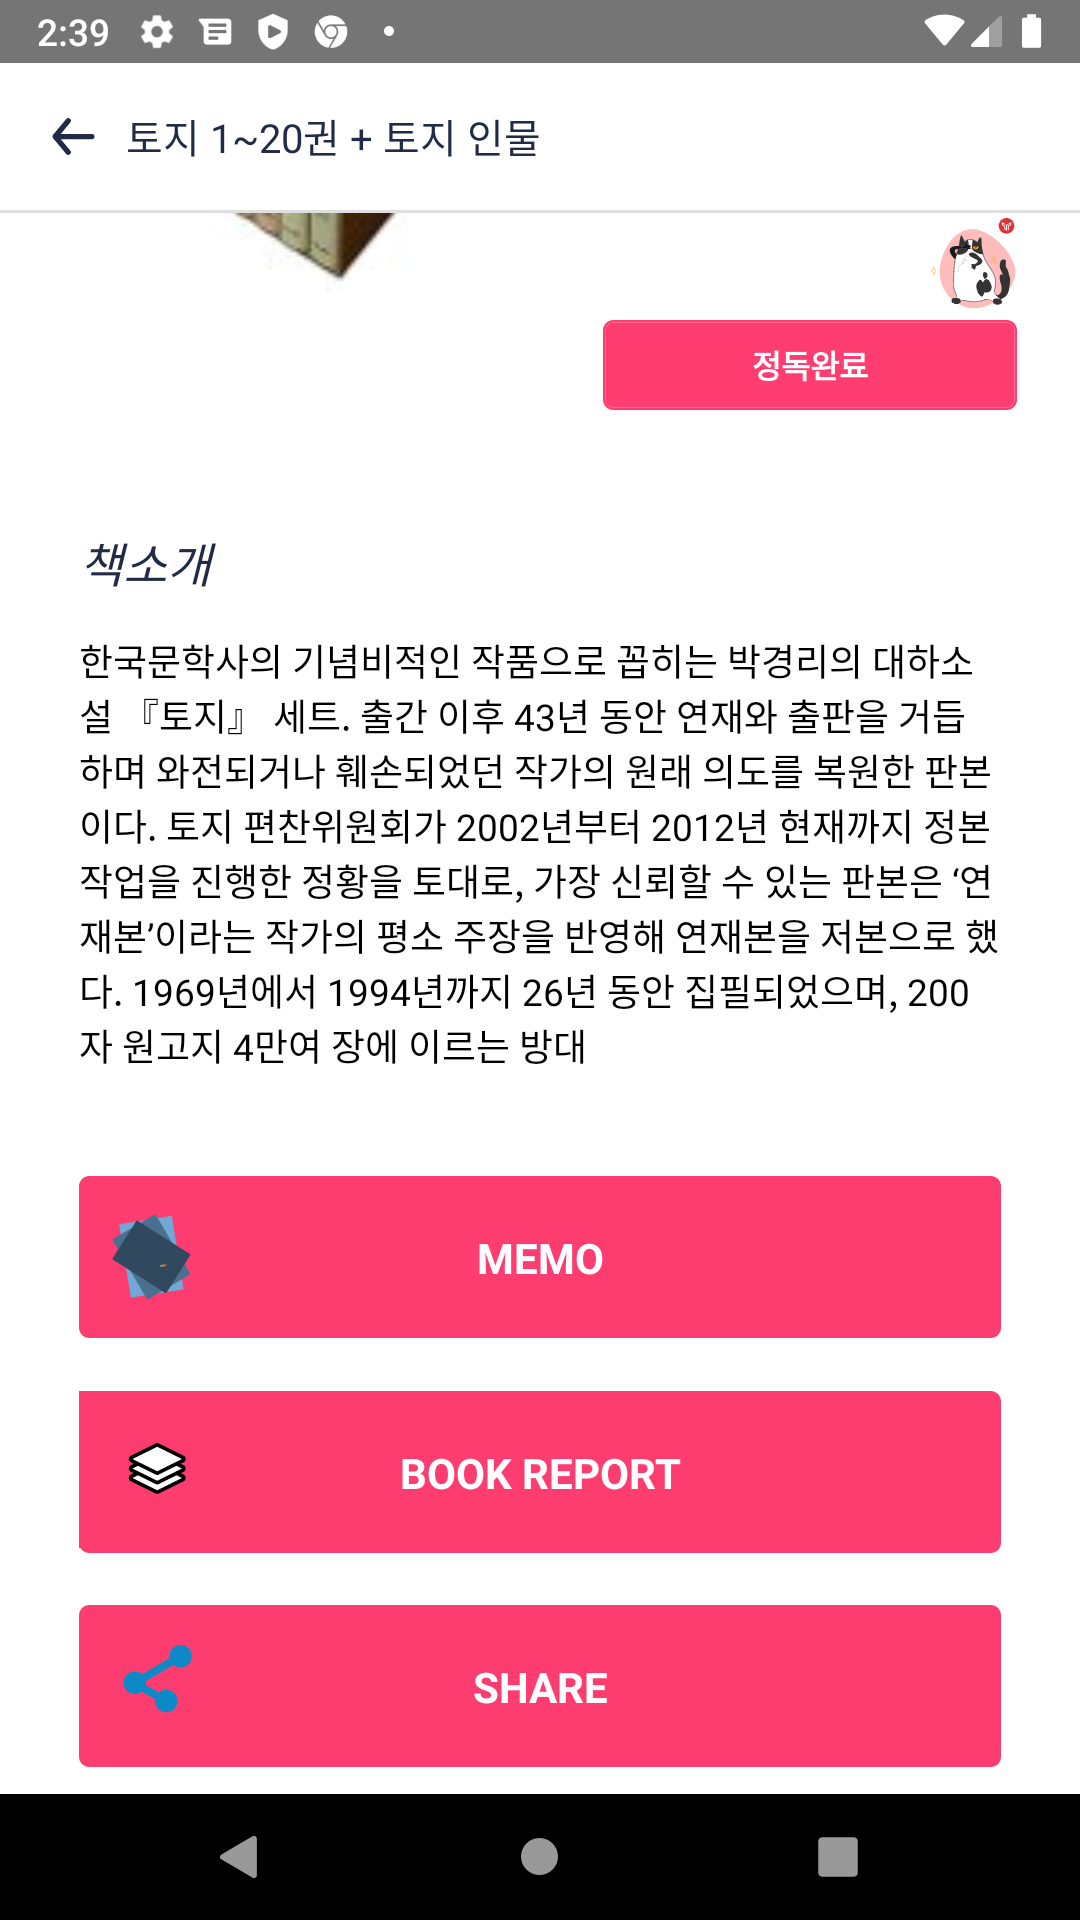 2:39
토지 1~20권 + 토지 인물
정독완료
책소개
한국문학사의 기념비적인 작품으로 꼽히는 박경리의 대하소
설 『토지』 세트. 출간 이후 43년 동안 연재와 출판을 거듭
하며 와전되거나 훼손되었던 작가의 원래 의도를 복원한 판본
이다. 토지 편찬위원회가 2002년부터 2012년 현재까지 정본
작업을 진행한 정황을 토대로, 가장 신뢰할 수 있는 판본은 ‘연
재본’이라는 작가의 평소 주장을 반영해 연재본을 저본으로 했
다. 1969년에서 1994년까지 26년 동안 집필되었으며, 200
자 원고지 4만여 장에 이르는 방대
MEMO
BOOK REPORT
SHARE